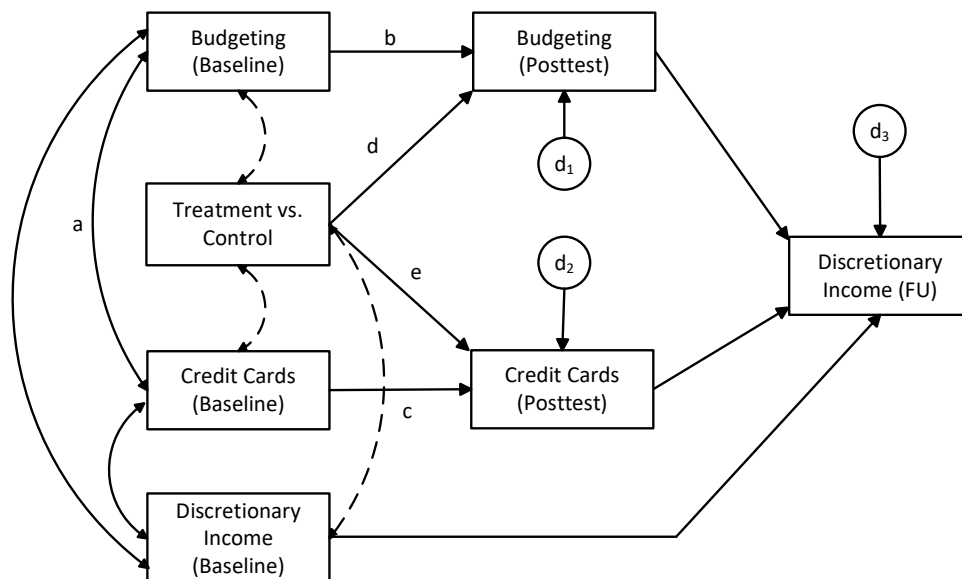 Budgeting
(Baseline)
b
Budgeting
(Posttest)
d
d₁
d₃
a
Treatment vs.
Control
e
d₂
Discretionary
Income (FU)
Credit Cards
(Baseline)
c
Credit Cards
(Posttest)
Discretionary
Income
(Baseline)